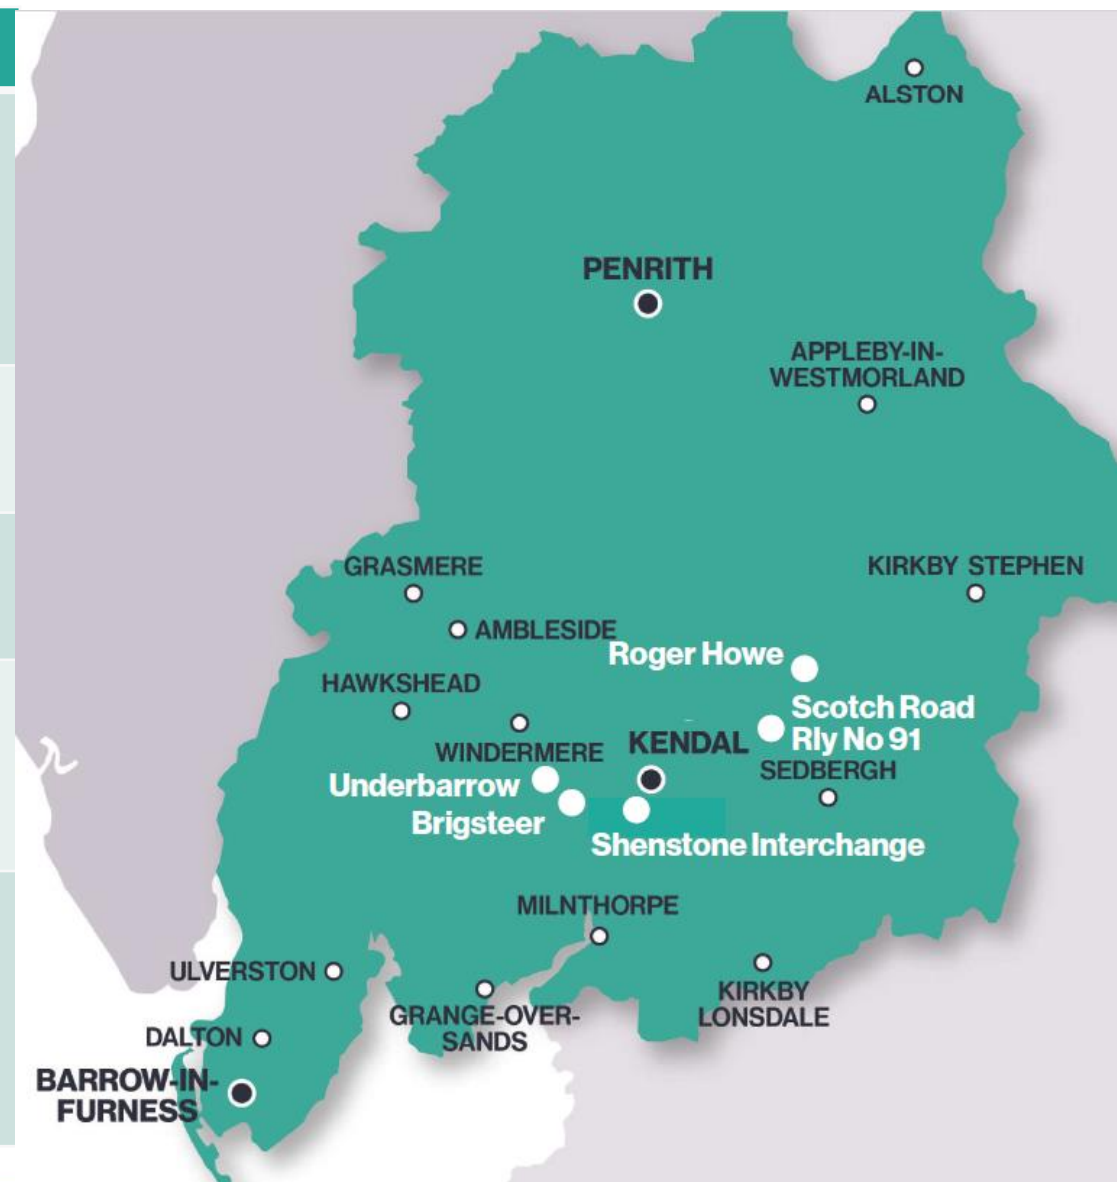 ALSTON
PENRITH
APPLEBY-IN-
WESTMORLAND
GRASMERE
KIRKBY STEPHEN
AMBLESIDE
Roger Howe
HAWKSHEAD
Scotch Road
Rly No 91
WINDERMERE
KENDAL
SEDBERGH
Underbarrow
Brigsteer
Shenstone Interchange
MILNTHORPE
ULVERSTON
KIRKBY
LONSDALE
GRANGE-OVER-
SANDS
DALTON
BARROW-IN-
FURNESS